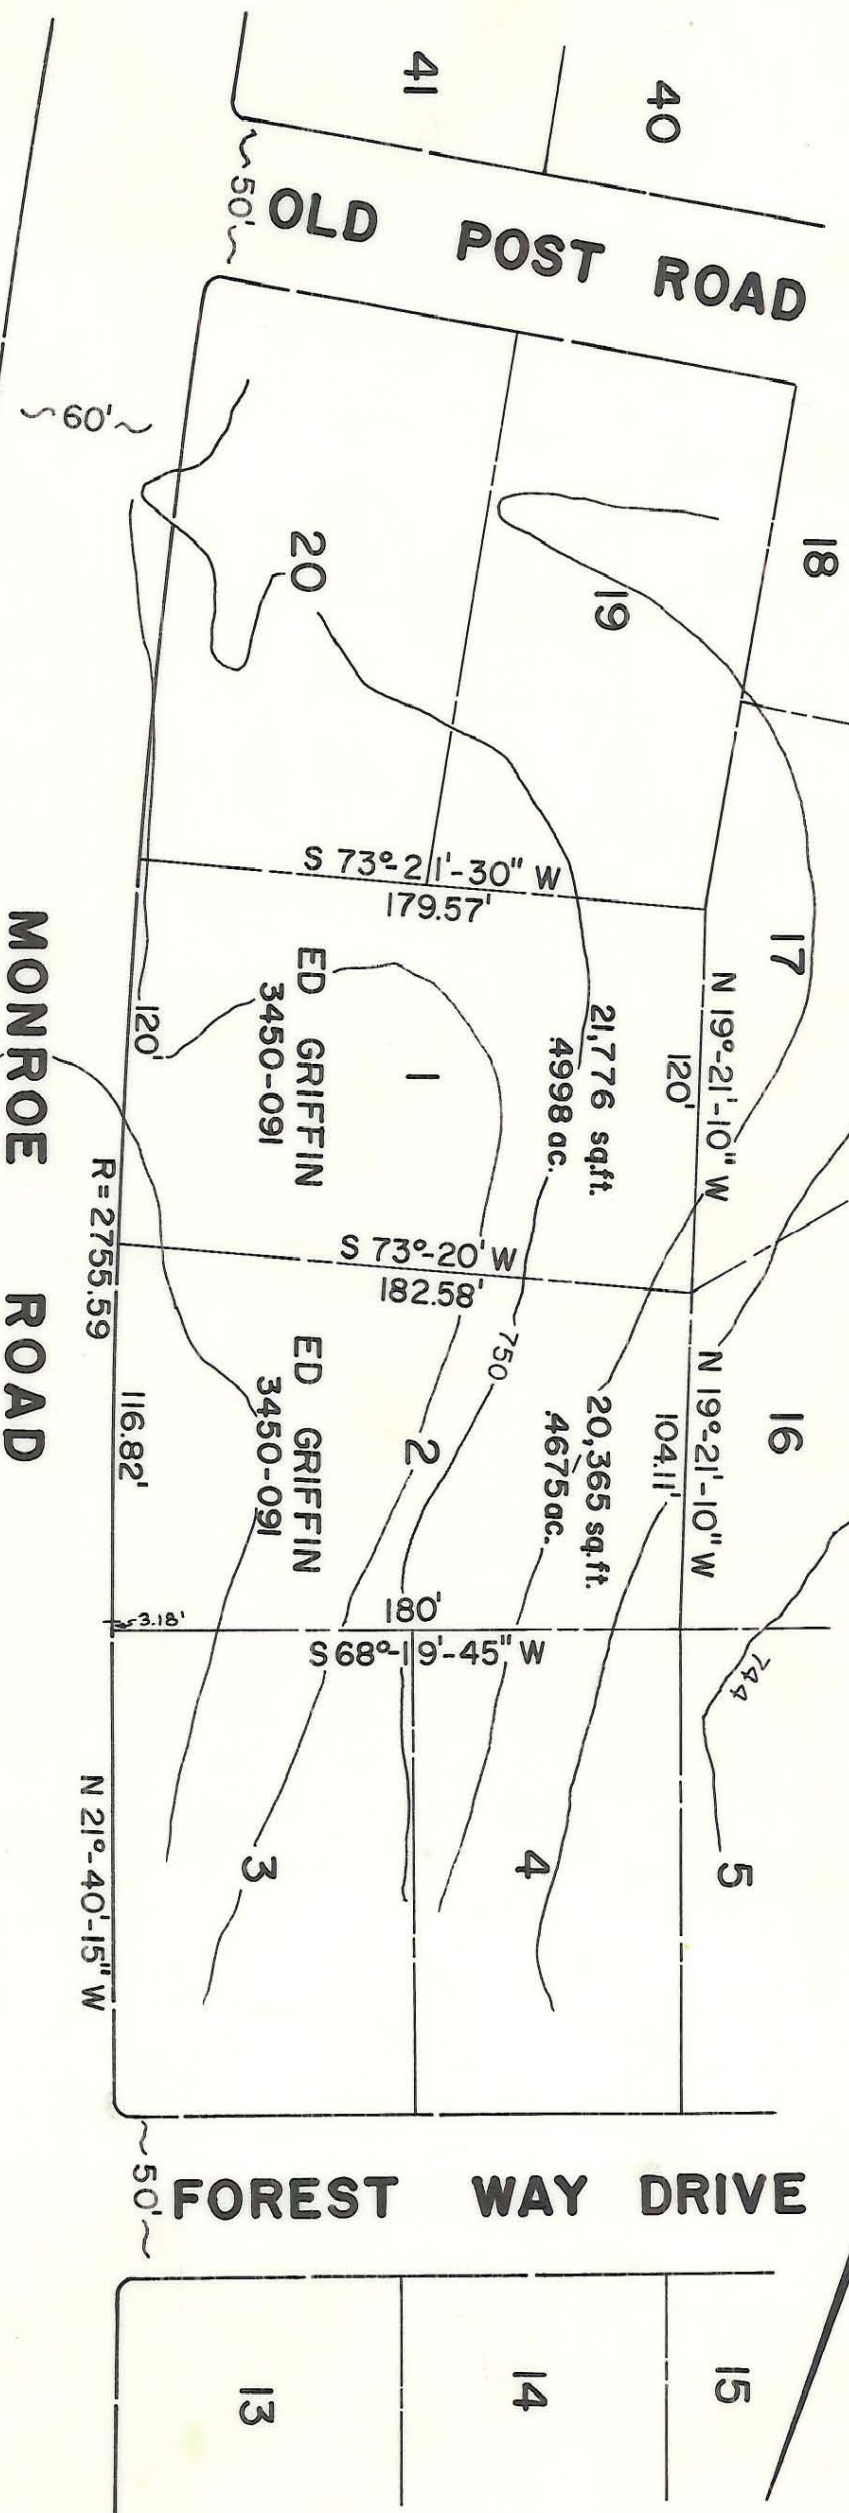 41
40
~50'~
OLD POST ROAD
~60'~
18
20
19
S 73°-21'-30" W
179.57'
17
N 19°-21'-10" W
120'
21,776 sq.ft.
.4998 ac.
1
ED GRIFFIN
3450-091
120'
MONROE ROAD
R=2755.59
S 73°-20' W
182.58'
750
16
N 19°-21'-10" W
104.11'
20,365 sq.ft.
.4675 ac.
2
ED GRIFFIN
3450-091
116.82'
180'
3.18'
S 68°-19'-45" W
744
5
4
3
N 21°-40'-15" W
~50'~
FOREST WAY DRIVE
15
14
13